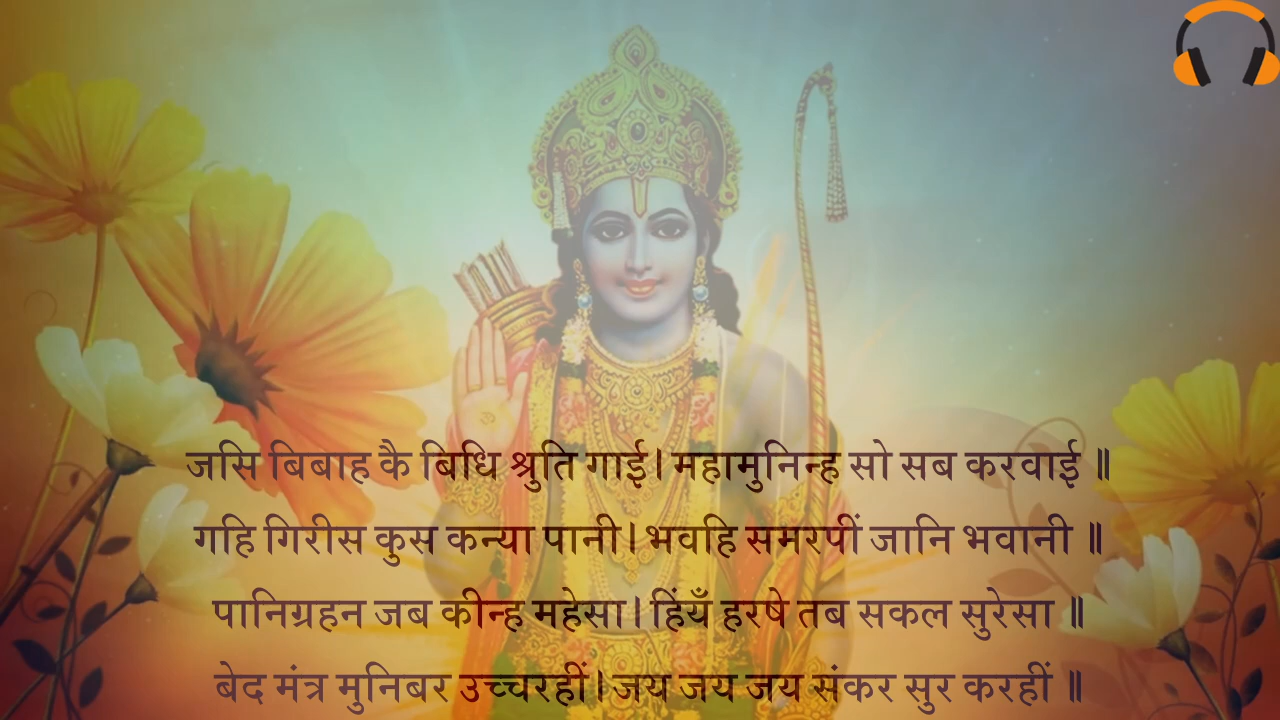 जसि बिबाह कै बिधि श्रुति गाई। महामुनिन्ह सो सब करवाई ॥
गहि गिरीस कुस कन्या पानी। भवहि समरपीं जानि भवानी ॥
पानिग्रहन जब कीन्ह महेसा। हिंयँ हरषे तब सकल सुरेसा ॥
बेद मंत्र मुनिबर उच्चरहीं। जय जय जय संकर सुर करहीं ॥